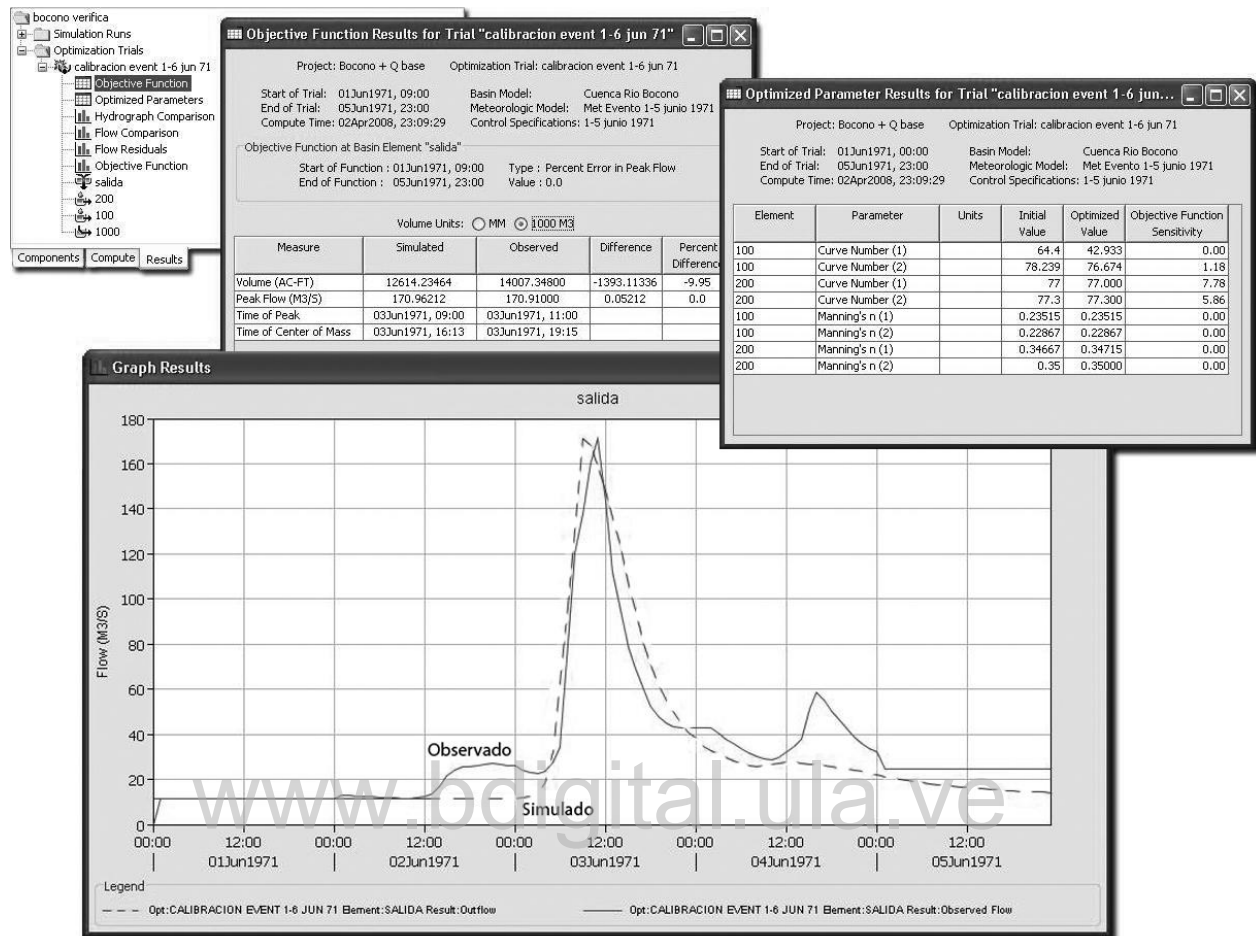 bocono verifica
Simulation Runs
Optimization Trials
calibracion event 1-6 jun 71
Objective Function
Optimized Parameters
Hydrograph Comparison
Flow Comparison
Flow Residuals
Objective Function
salida
200
100
1000
Components Compute Results
Objective Function Results for Trial "calibracion event 1-6 jun 71"
Project: Bocono + Q base Optimization Trial: calibracion event 1-6 jun 71
Start of Trial: 01Jun1971, 09:00 Basin Model: Cuenca Rio Bocono
End of Trial: 05Jun1971, 23:00 Meteorologic Model: Met Evento 1-5 junio 1971
Compute Time: 02Apr2008, 23:09:29 Control Specifications: 1-5 junio 1971
Objective Function at Basin Element "salida"
Start of Function : 01Jun1971, 09:00 Type : Percent Error in Peak Flow
End of Function : 05Jun1971, 23:00 Value : 0.0
Volume Units: MM 1000 M3
Measure Simulated Observed Difference Percent Difference
Volume (AC-FT) 12614.23464 14007.34800 -1393.11336 -9.95
Peak Flow (M3/S) 170.96212 170.91000 0.05212 0.0
Time of Peak 03Jun1971, 09:00 03Jun1971, 11:00
Time of Center of Mass 03Jun1971, 16:13 03Jun1971, 19:15
Optimized Parameter Results for Trial "calibracion event 1-6 jun...
Project: Bocono + Q base Optimization Trial: calibracion event 1-6 jun 71
Start of Trial: 01Jun1971, 00:00 Basin Model: Cuenca Rio Bocono
End of Trial: 05Jun1971, 23:00 Meteorologic Model: Met Evento 1-5 junio 1971
Compute Time: 02Apr2008, 23:09:29 Control Specifications: 1-5 junio 1971
Element Parameter Units Initial Value Optimized Value Objective Function Sensitivity
100 Curve Number (1) 64.4 42.933 0.00
100 Curve Number (2) 78.239 76.674 1.18
200 Curve Number (1) 77 77.000 7.78
200 Curve Number (2) 77.3 77.300 5.86
100 Manning's n (1) 0.23515 0.23515 0.00
100 Manning's n (2) 0.22867 0.22867 0.00
200 Manning's n (1) 0.34667 0.34715 0.00
200 Manning's n (2) 0.35 0.35000 0.00
Graph Results
salida
180
160
140
120
100
80
60
40
20
0
Flow (M3/S)
Observado
Simulado
www.bdigital.ula.ve
00:00 12:00 00:00 12:00 00:00 12:00 00:00 12:00 00:00 12:00
01Jun1971 02Jun1971 03Jun1971 04Jun1971 05Jun1971
Legend
Opt:CALIBRACION EVENT 1-6 JUN 71 Element:SALIDA Result:Outflow Opt:CALIBRACION EVENT 1-6 JUN 71 Element:SALIDA Result:Observed Flow